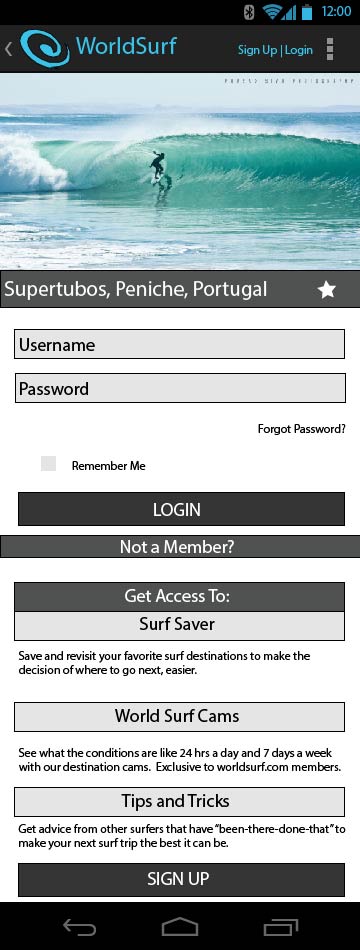 12:00
WorldSurf
Sign Up | Login
Supertubos, Peniche, Portugal
Username
Password
Forgot Password?
Remember Me
LOGIN
Not a Member?
Get Access To:
Surf Saver
Save and revisit your favorite surf destinations to make the
decision of where to go next, easier.
World Surf Cams
See what the conditions are like 24 hrs a day and 7 days a week
with our destination cams. Exclusive to worldsurf.com members.
Tips and Tricks
Get advice from other surfers that have “been-there-done-that” to
make your next surf trip the best it can be.
SIGN UP